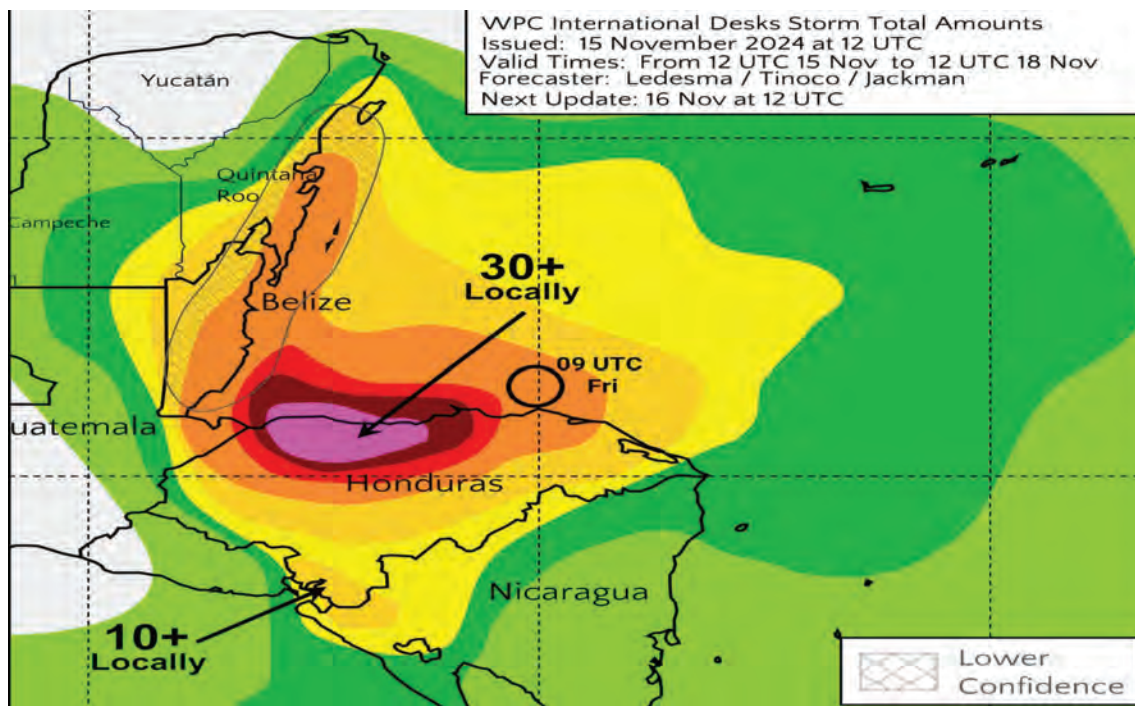 WPC International Desks Storm Total Amounts
Issued: 15 November 2024 at 12 UTC
Valid Times: From 12 UTC 15 Nov to 12 UTC 18 Nov
Forecaster: Ledesma / Tinoco / Jackman
Next Update: 16 Nov at 12 UTC
Yucatán
Quintana
Roo
Campeche
30+
Locally
Belize
09 UTC
Fri
uatemala
Honduras
Nicaragua
10+
Locally
Lower
Confidence